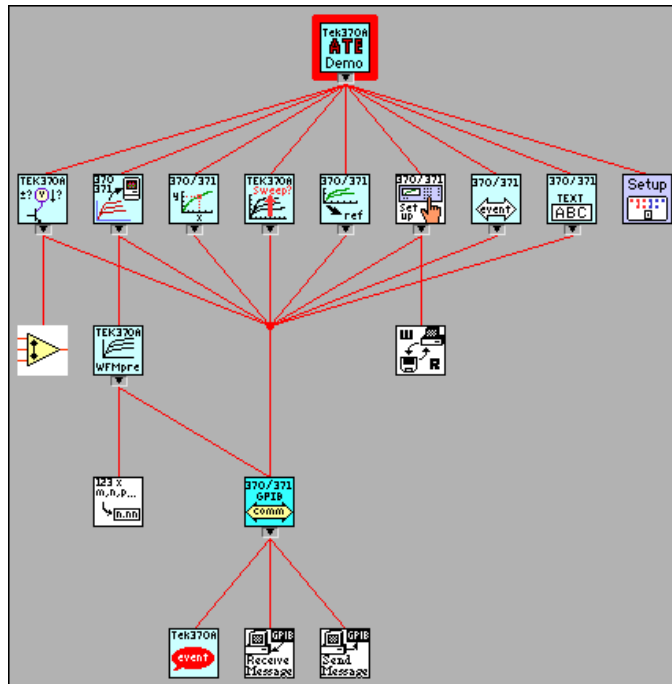 Tek370A
ATE
Demo
TEK370A
±?
V
↓?
370
371
370/371
y
x
TEK370A
Sweep?
370/371
ref
370/371
Set
up
370/371
event
370/371
TEXT
ABC
Setup
TEK370A
WFMpre
W
R
123 x
m,n,p...
n.nn
370/371
GPIB
comm
Tek370A
event
GPIB
Receive
Message
GPIB
Send
Message